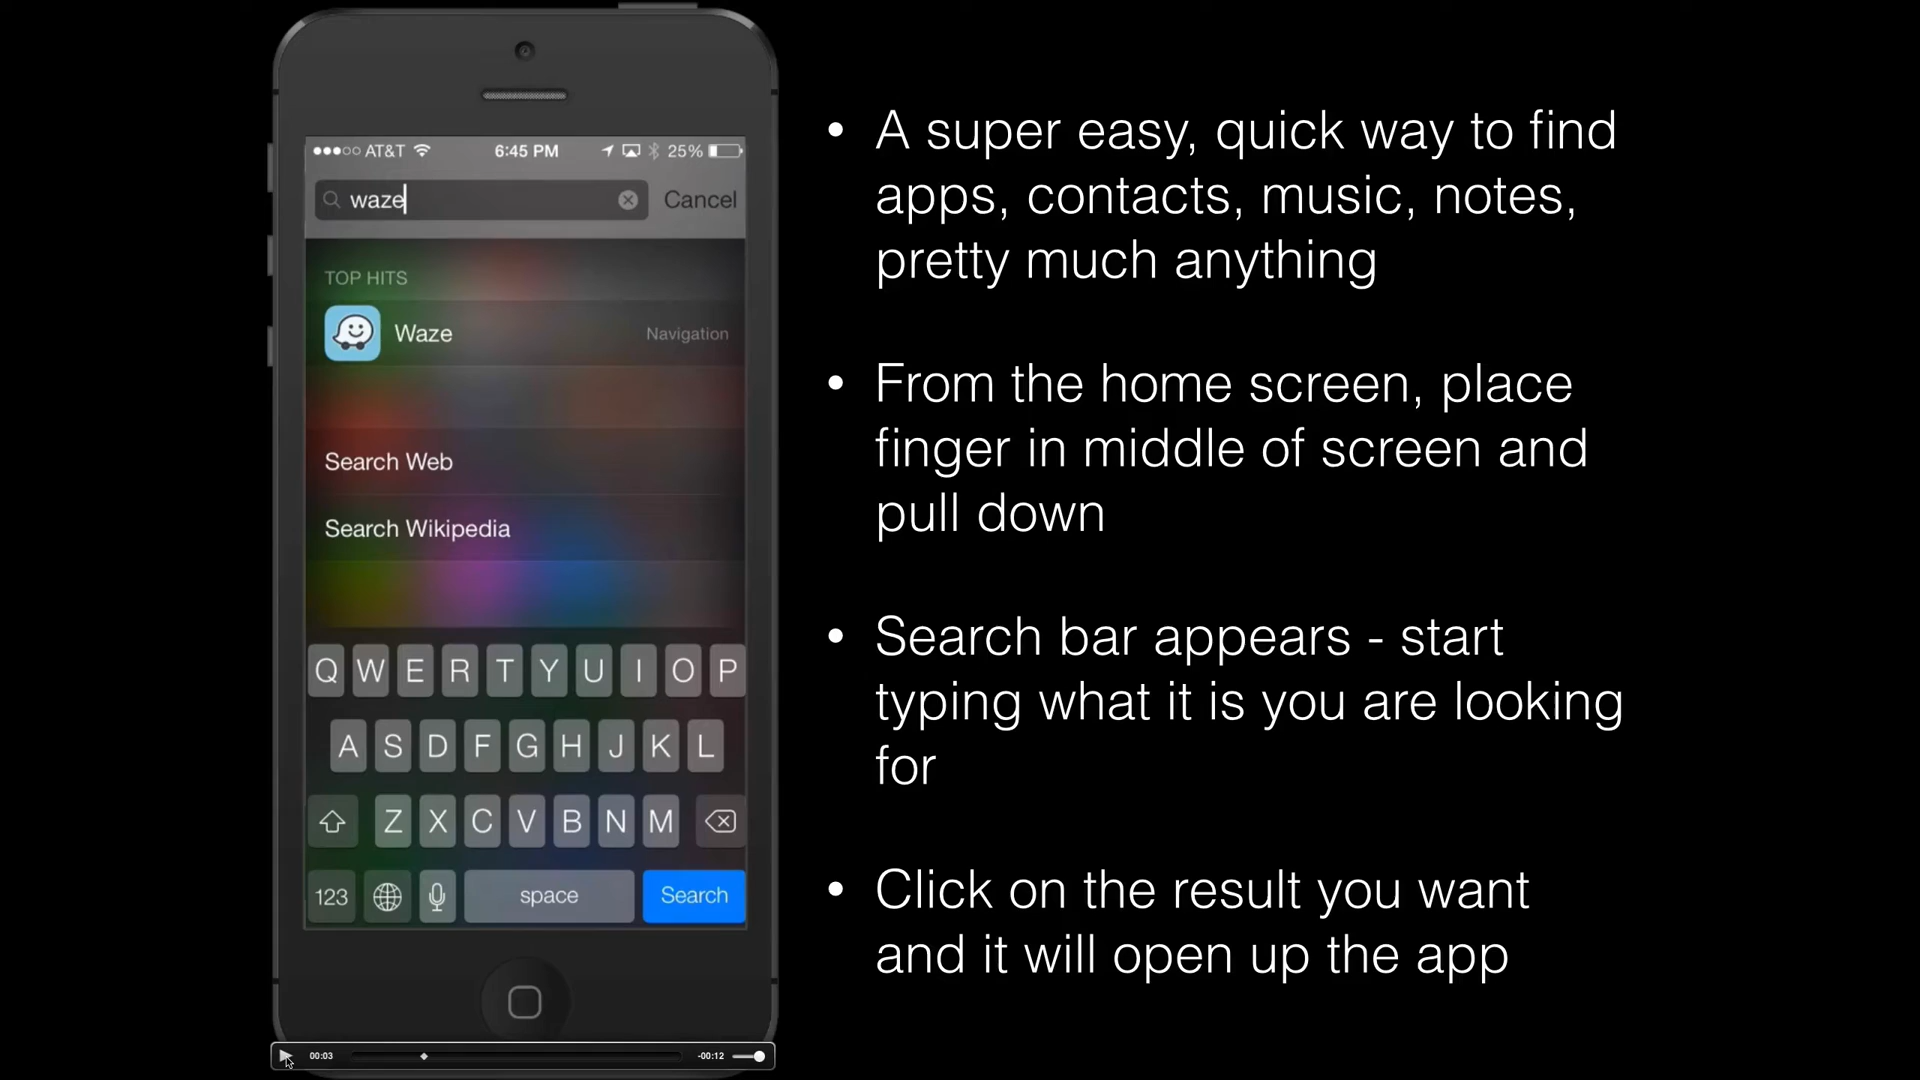 AT&T 6:45 PM 25%
waze Cancel
TOP HITS
Waze Navigation
Search Web
Search Wikipedia
Q W E R T Y U I O P
A S D F G H J K L
Z X C V B N M
123 space Search
00:03 -00:12
• A super easy, quick way to find
apps, contacts, music, notes,
pretty much anything
• From the home screen, place
finger in middle of screen and
pull down
• Search bar appears - start
typing what it is you are looking
for
• Click on the result you want
and it will open up the app